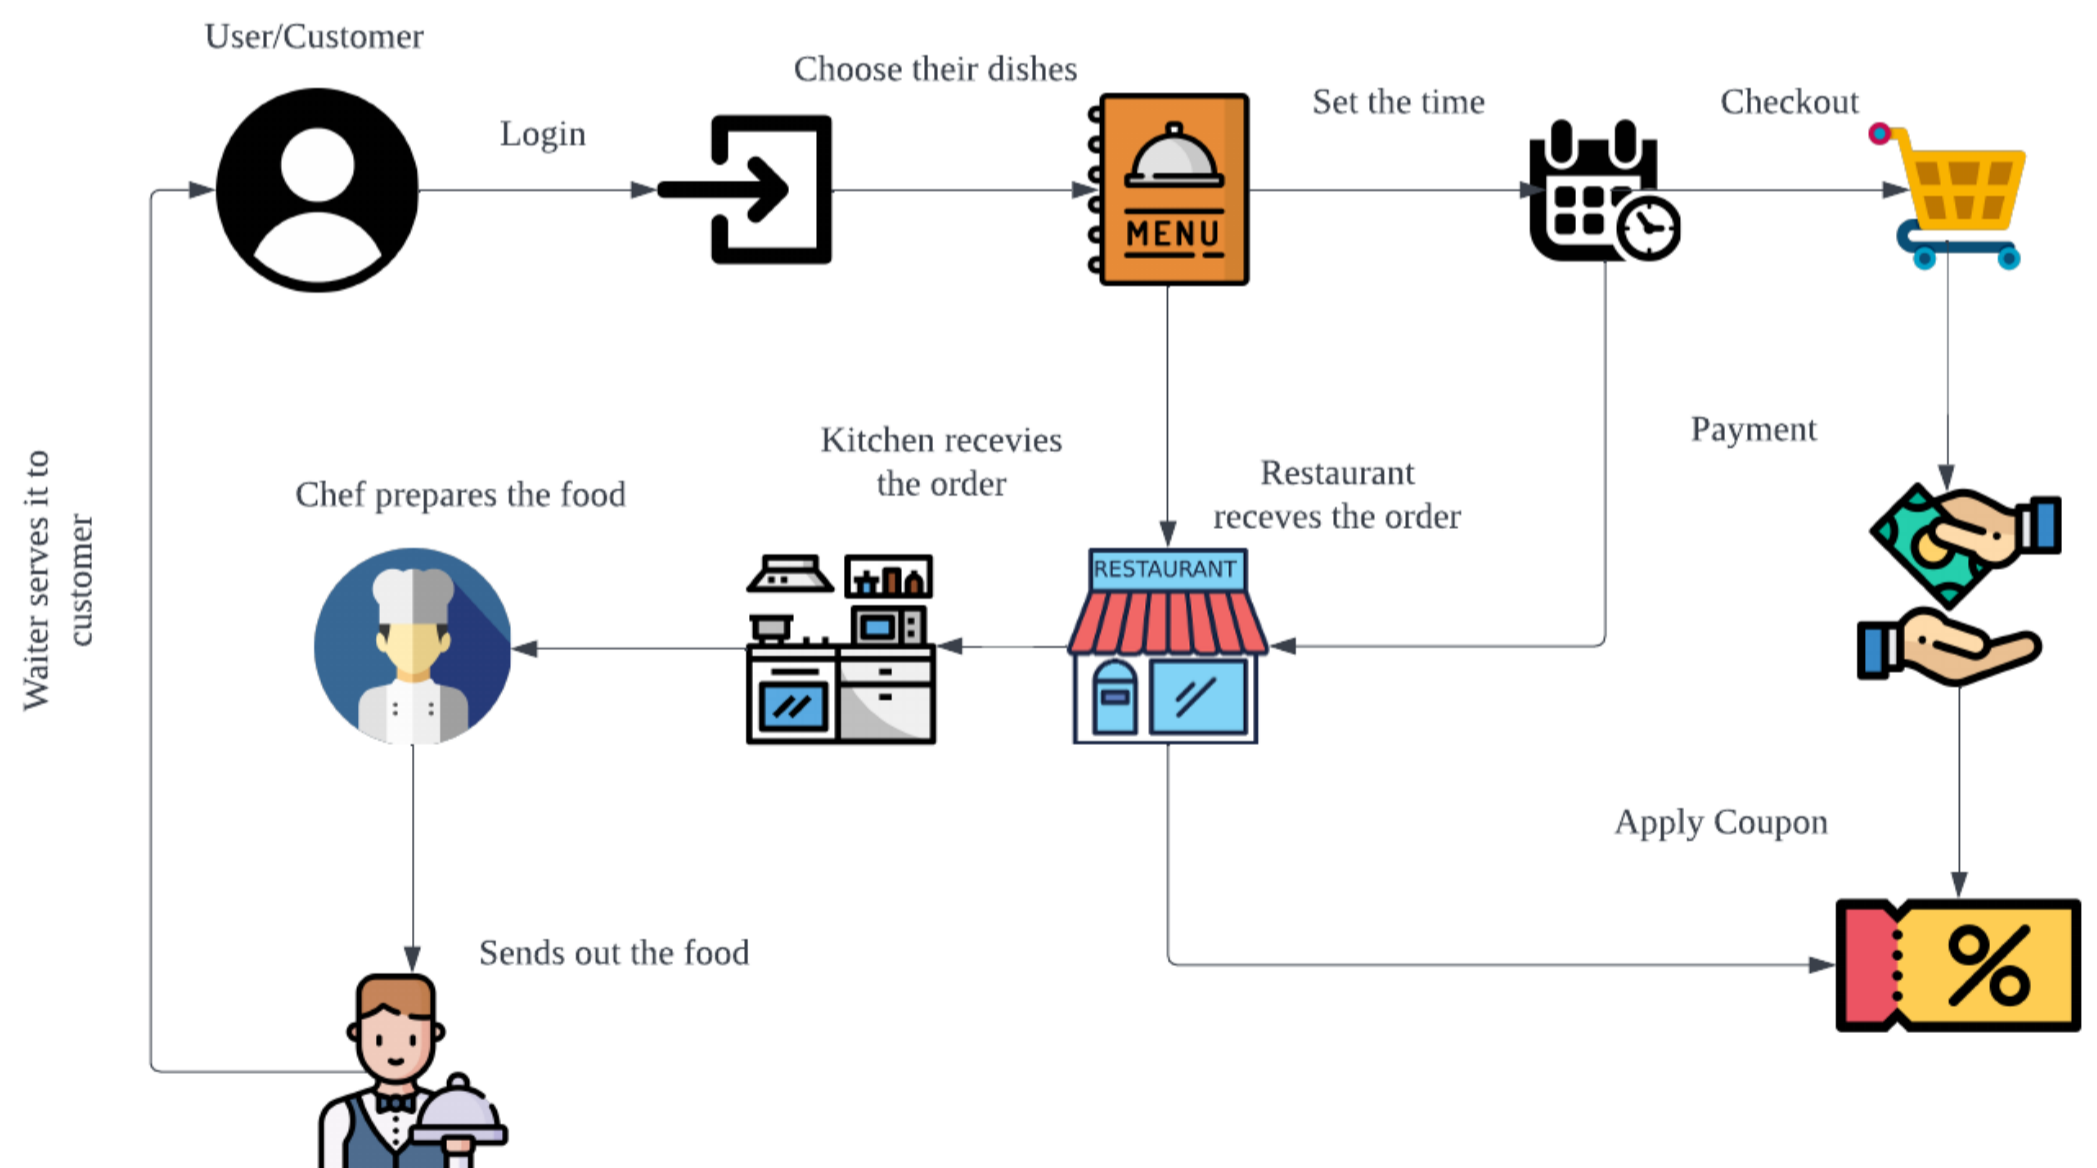 User/Customer
Login
Choose their dishes
Set the time
Checkout
MENU
Payment
Kitchen recevies
the order
Restaurant
receves the order
Chef prepares the food
RESTAURANT
Waiter serves it to
customer
Apply Coupon
Sends out the food
%